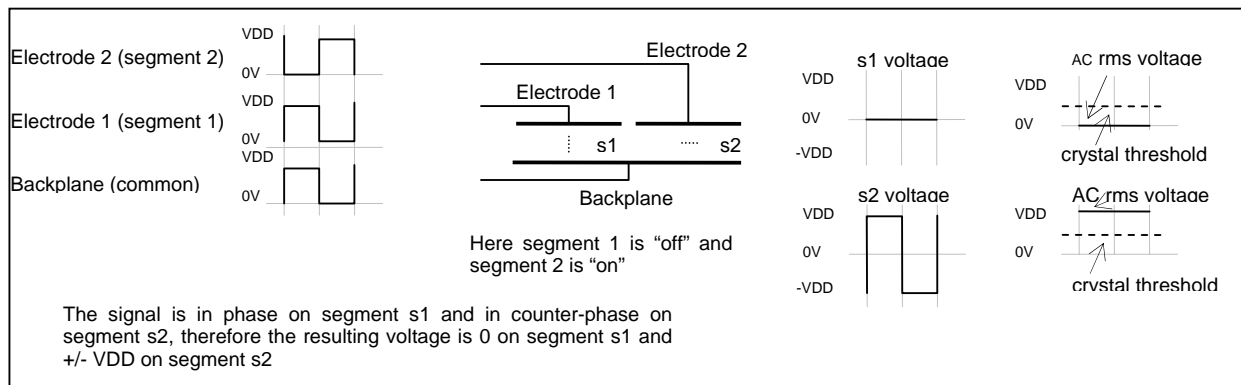 VDD
Electrode 2 (segment 2)
0V
VDD
Electrode 1 (segment 1)
0V
VDD
Backplane (common)
0V
Electrode 2
Electrode 1
s1
s2
Backplane
Here segment 1 is “off” and
segment 2 is “on”
s1 voltage
VDD
0V
-VDD
AC rms voltage
VDD
0V
crystal threshold
s2 voltage
VDD
0V
-VDD
AC rms voltage
VDD
0V
crystal threshold
The signal is in phase on segment s1 and in counter-phase on
segment s2, therefore the resulting voltage is 0 on segment s1 and
+/- VDD on segment s2